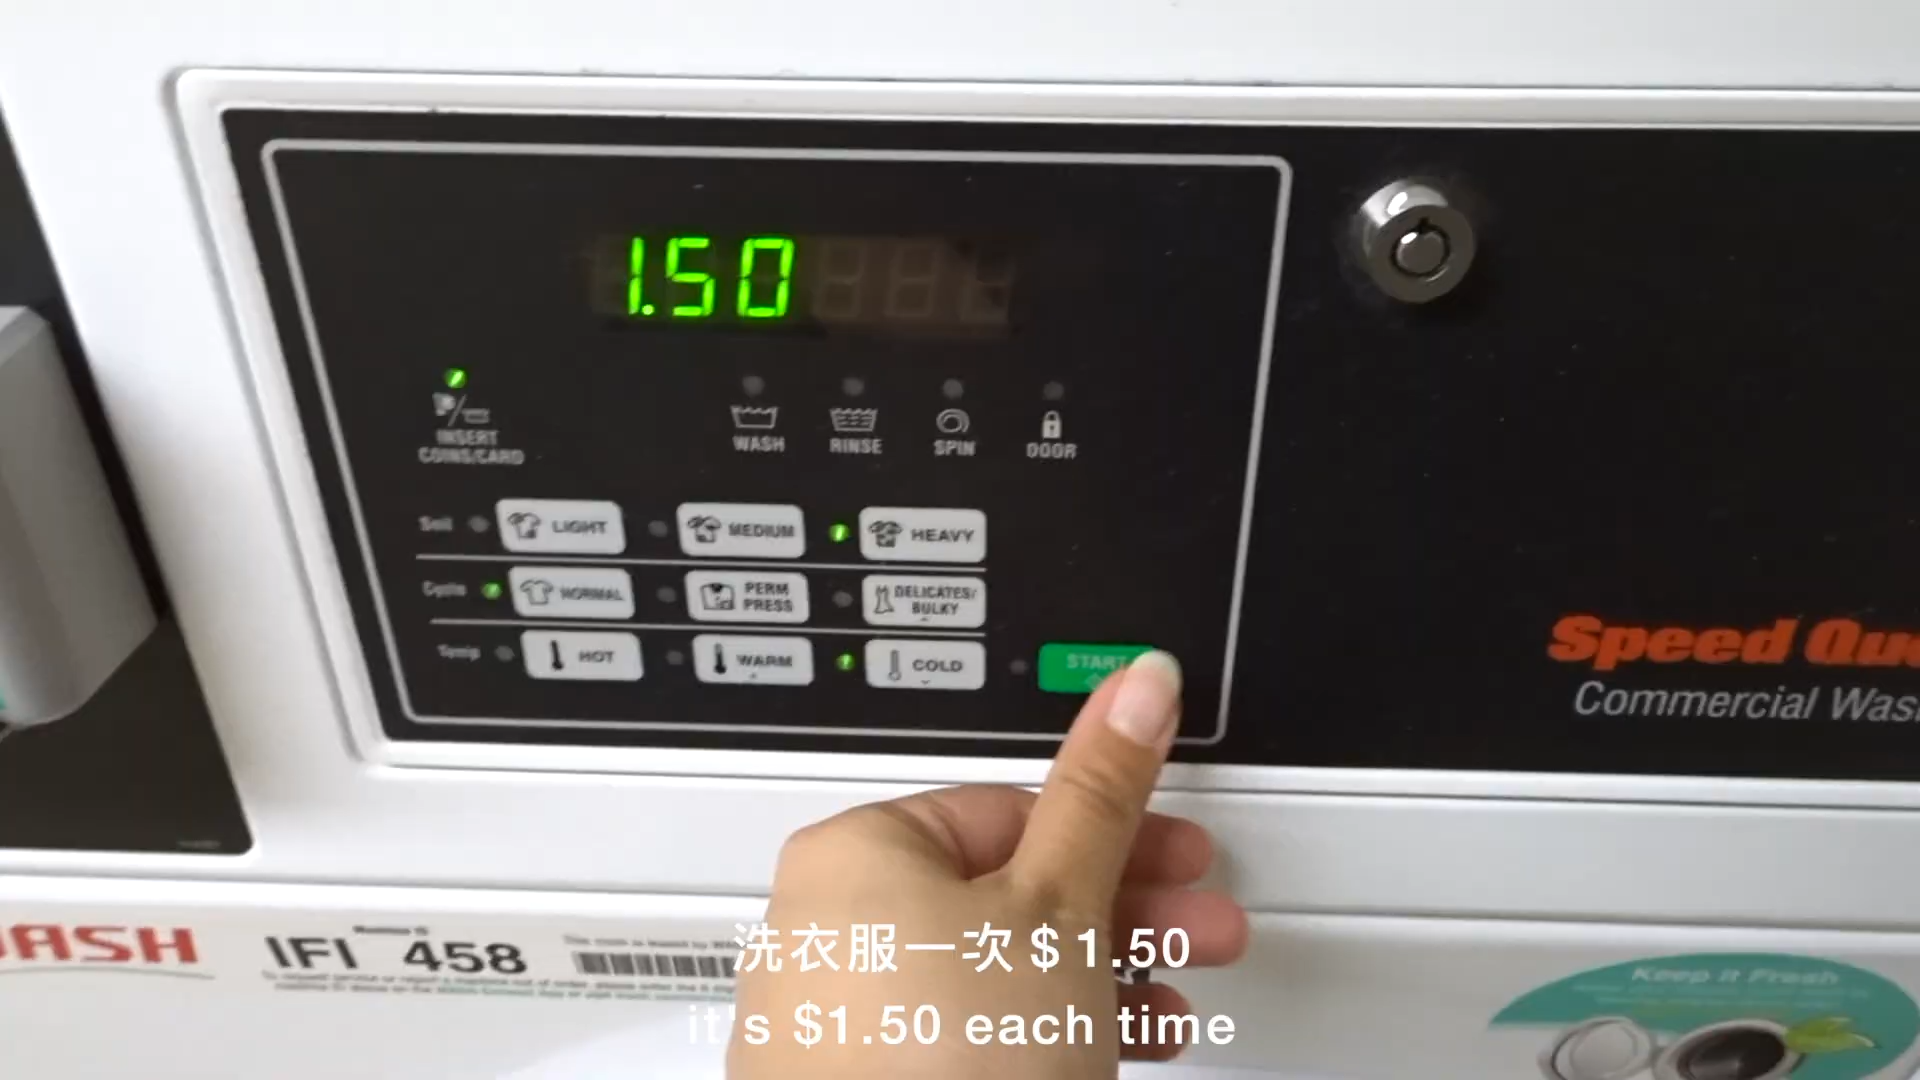 1.50
INSERT
COINS/CARD
WASH
RINSE
SPIN
DOOR
Soil LIGHT MEDIUM HEAVY
Cycle NORMAL PERM PRESS DELICATES/ BULKY
Temp HOT WARM COLD START
Speed Que
Commercial Was
WASH
IFI 458
Keep it Fresh
洗衣服一次$1.50
it's $1.50 each time